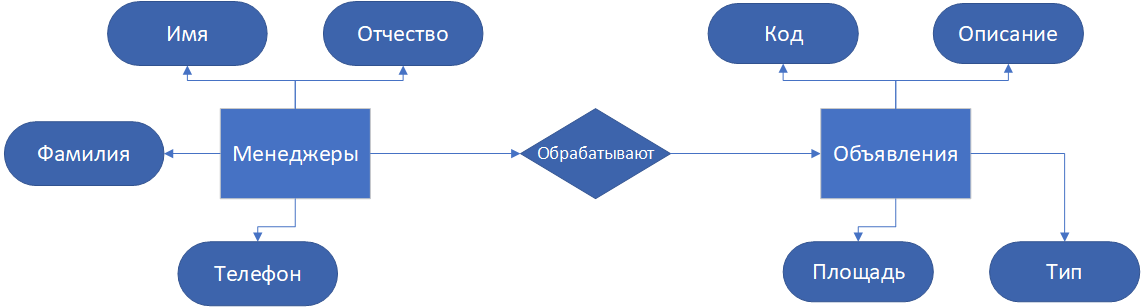 Имя
Отчество
Код
Описание
Фамилия
Менеджеры
Обрабатывают
Объявления
Телефон
Площадь
Тип